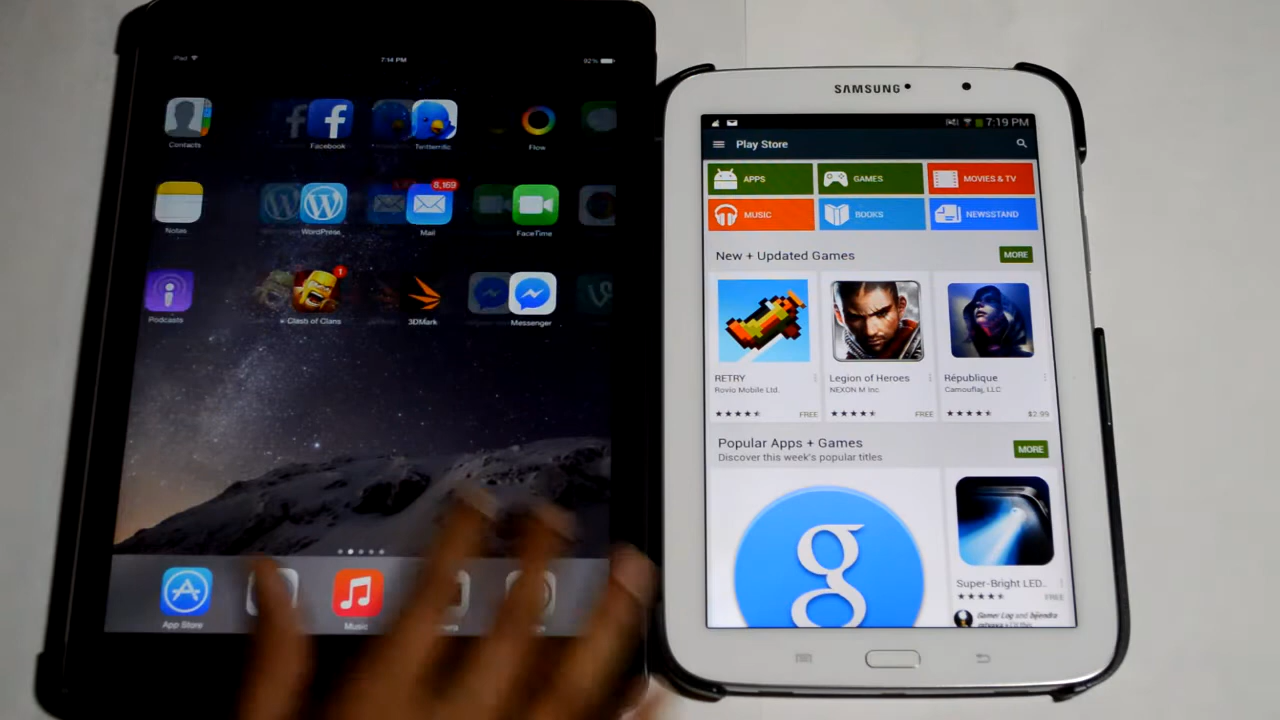 iPad
7:14 PM
92%
Contacts
Facebook
Twitterrific
Flow
8,169
Notes
WordPress
Mail
FaceTime
1
Podcasts
Clash of Clans
3DMark
Messenger
App Store
Music
SAMSUNG
7:19 PM
Play Store
APPS
GAMES
MOVIES & TV
MUSIC
BOOKS
NEWSSTAND
New + Updated Games
MORE
RETRY
Rovio Mobile Ltd.
FREE
Legion of Heroes
NEXON M Inc.
FREE
République
Camouflaj, LLC
$2.99
Popular Apps + Games
MORE
Discover this week's popular titles
g
Super-Bright LED..
FREE
Gamer Log and